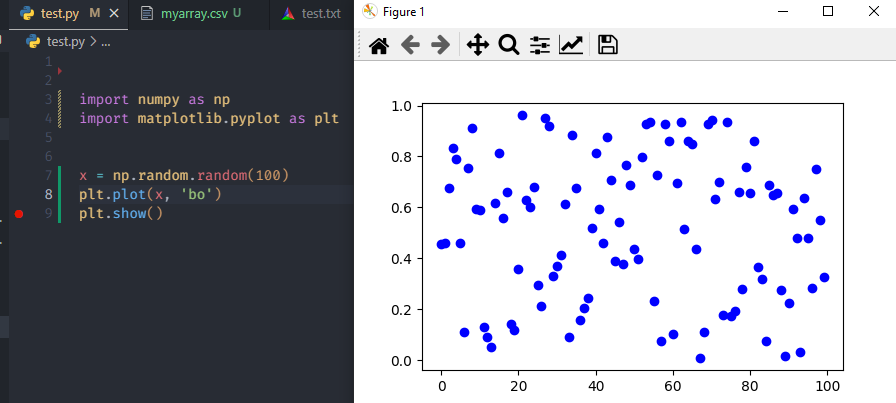 test.py M
myarray.csv U
test.txt
test.py > ...
1
2
3 import numpy as np
4 import matplotlib.pyplot as plt
5
6
7 x = np.random.random(100)
8 plt.plot(x, 'bo')
9 plt.show()
Figure 1
1.0
0.8
0.6
0.4
0.2
0.0
0 20 40 60 80 100